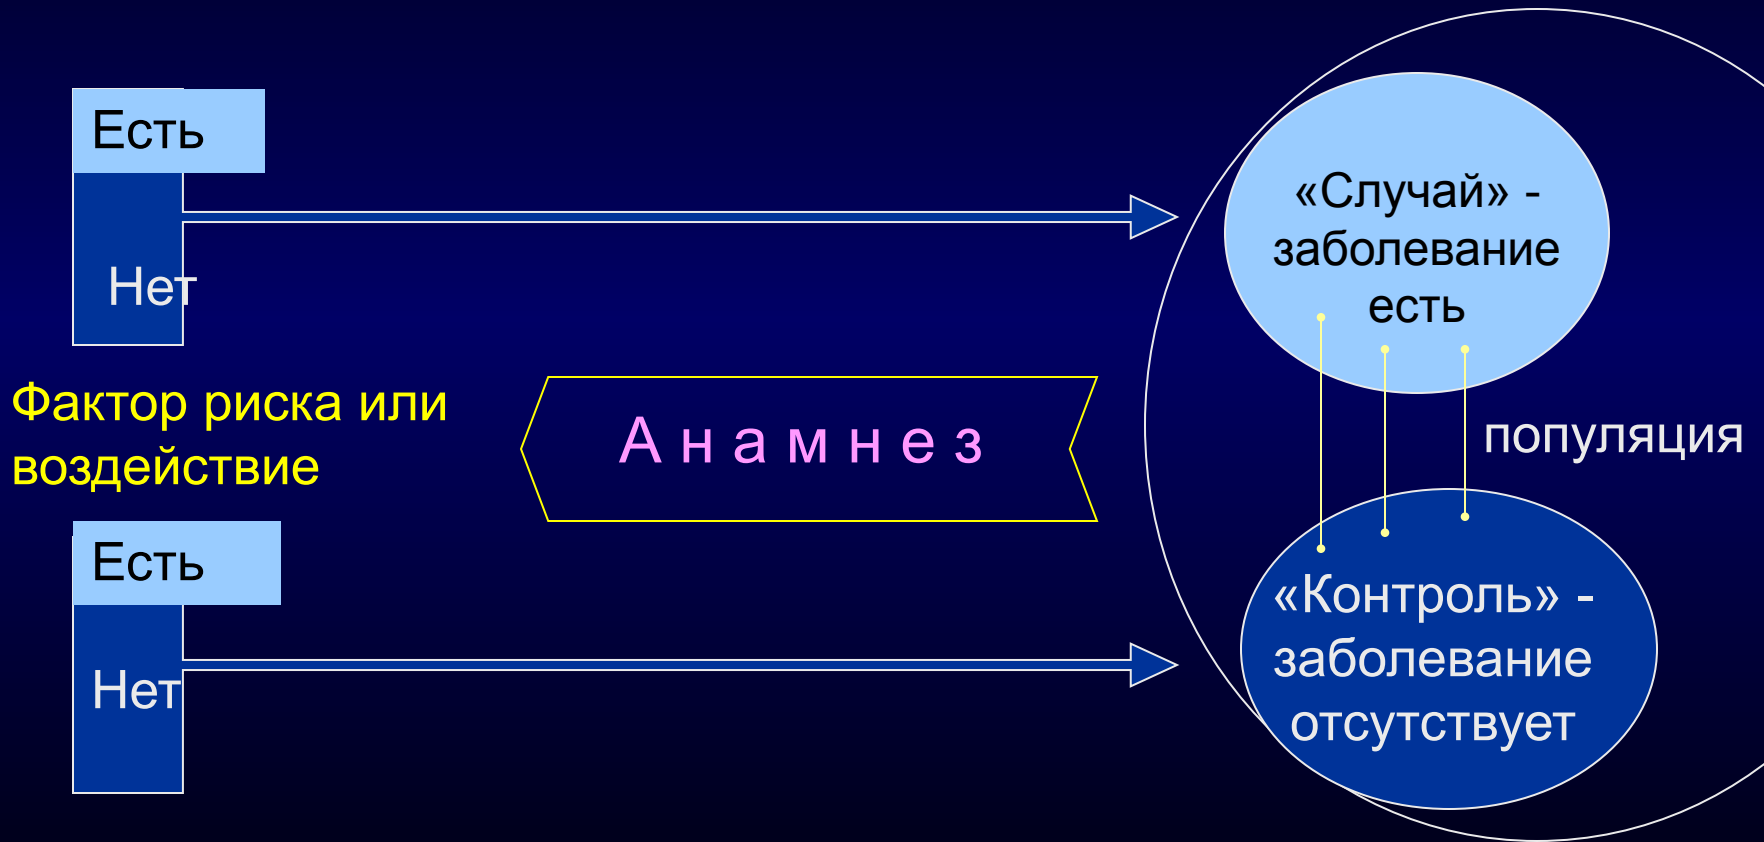 Есть
Нет
«Случай» -
заболевание
есть
Фактор риска или
воздействие
А н а м н е з
популяция
Есть
Нет
«Контроль» -
заболевание
отсутствует